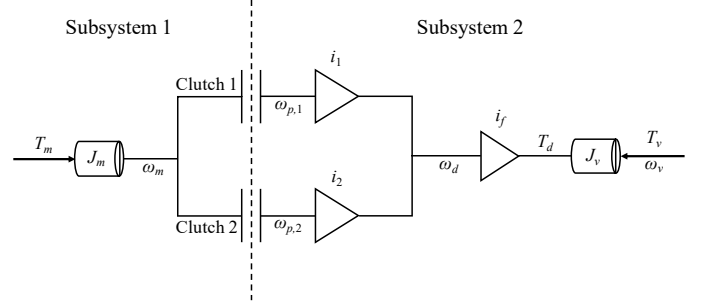 Subsystem 1
Subsystem 2
i1
Clutch 1
ωp,1
if
Tm
Jm
ωm
Td
Jv
Tv
ωd
ωv
i2
Clutch 2
ωp,2